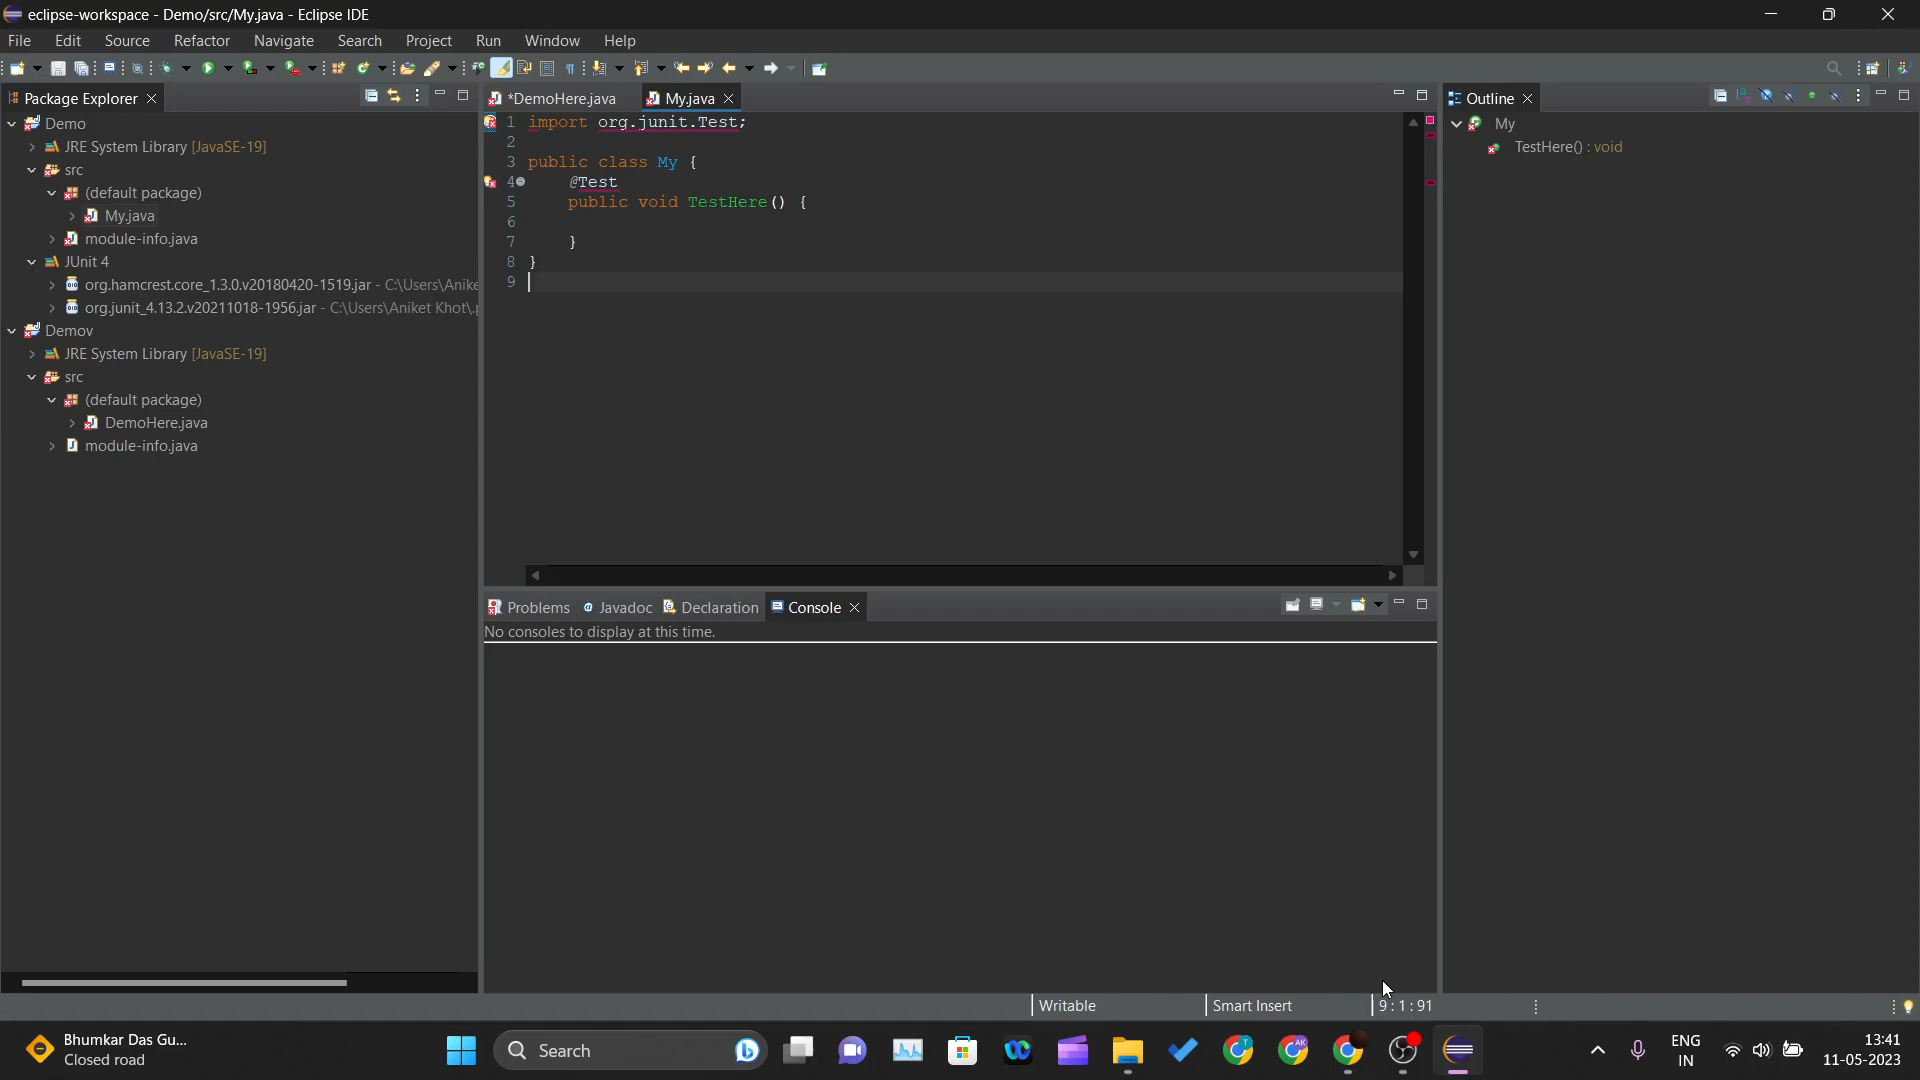 eclipse-workspace - Demo/src/My.java - Eclipse IDE
File Edit Source Refactor Navigate Search Project Run Window Help
Package Explorer
Demo
JRE System Library [JavaSE-19]
src
(default package)
My.java
module-info.java
JUnit 4
org.hamcrest.core_1.3.0.v20180420-1519.jar - C:\Users\Anike
org.junit_4.13.2.v20211018-1956.jar - C:\Users\Aniket Khot\.
Demov
JRE System Library [JavaSE-19]
src
(default package)
DemoHere.java
module-info.java
*DemoHere.java My.java
1 import org.junit.Test;
2
3 public class My {
4 @Test
5 public void TestHere() {
6
7 }
8 }
9
Outline
My
TestHere() : void
Problems Javadoc Declaration Console
No consoles to display at this time.
Writable Smart Insert 9 : 1 : 91
Bhumkar Das Gu...
Closed road
Search
ENG
IN
13:41
11-05-2023